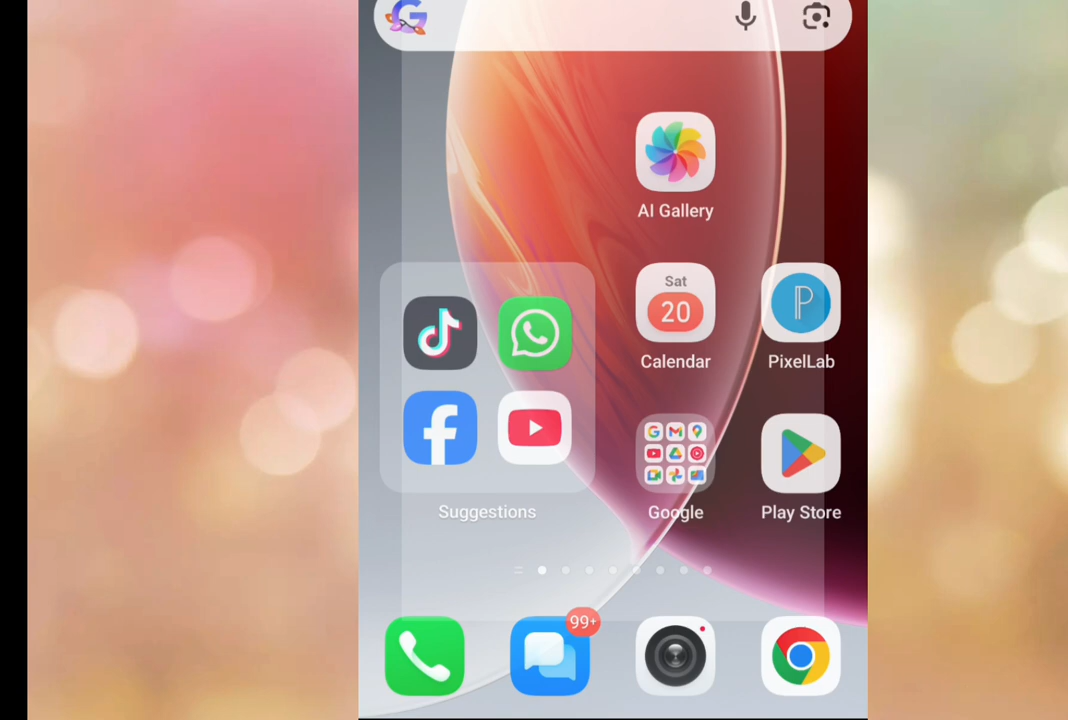 AI Gallery
Sat
20
Calendar
PixelLab
Suggestions
Google
Play Store
99+